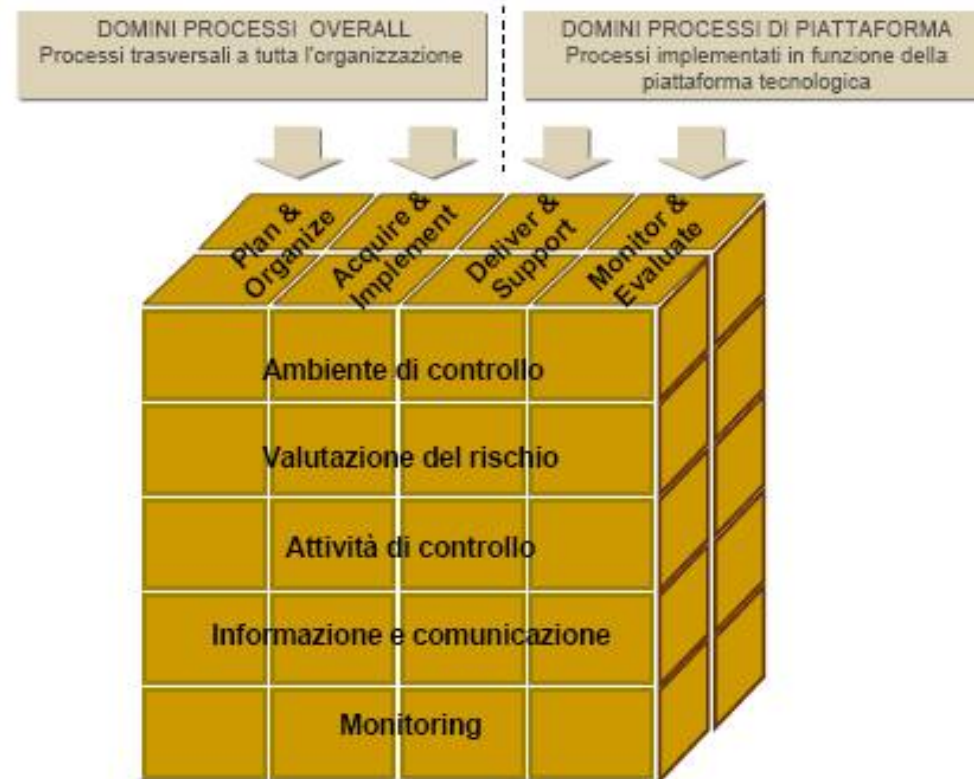 DOMINI PROCESSI OVERALL
Processi trasversali a tutta l'organizzazione
DOMINI PROCESSI DI PIATTAFORMA
Processi implementati in funzione della
piattaforma tecnologica
Plan &
Organize
Acquire &
Implement
Deliver &
Support
Monitor &
Evaluate
Ambiente di controllo
Valutazione del rischio
Attività di controllo
Informazione e comunicazione
Monitoring